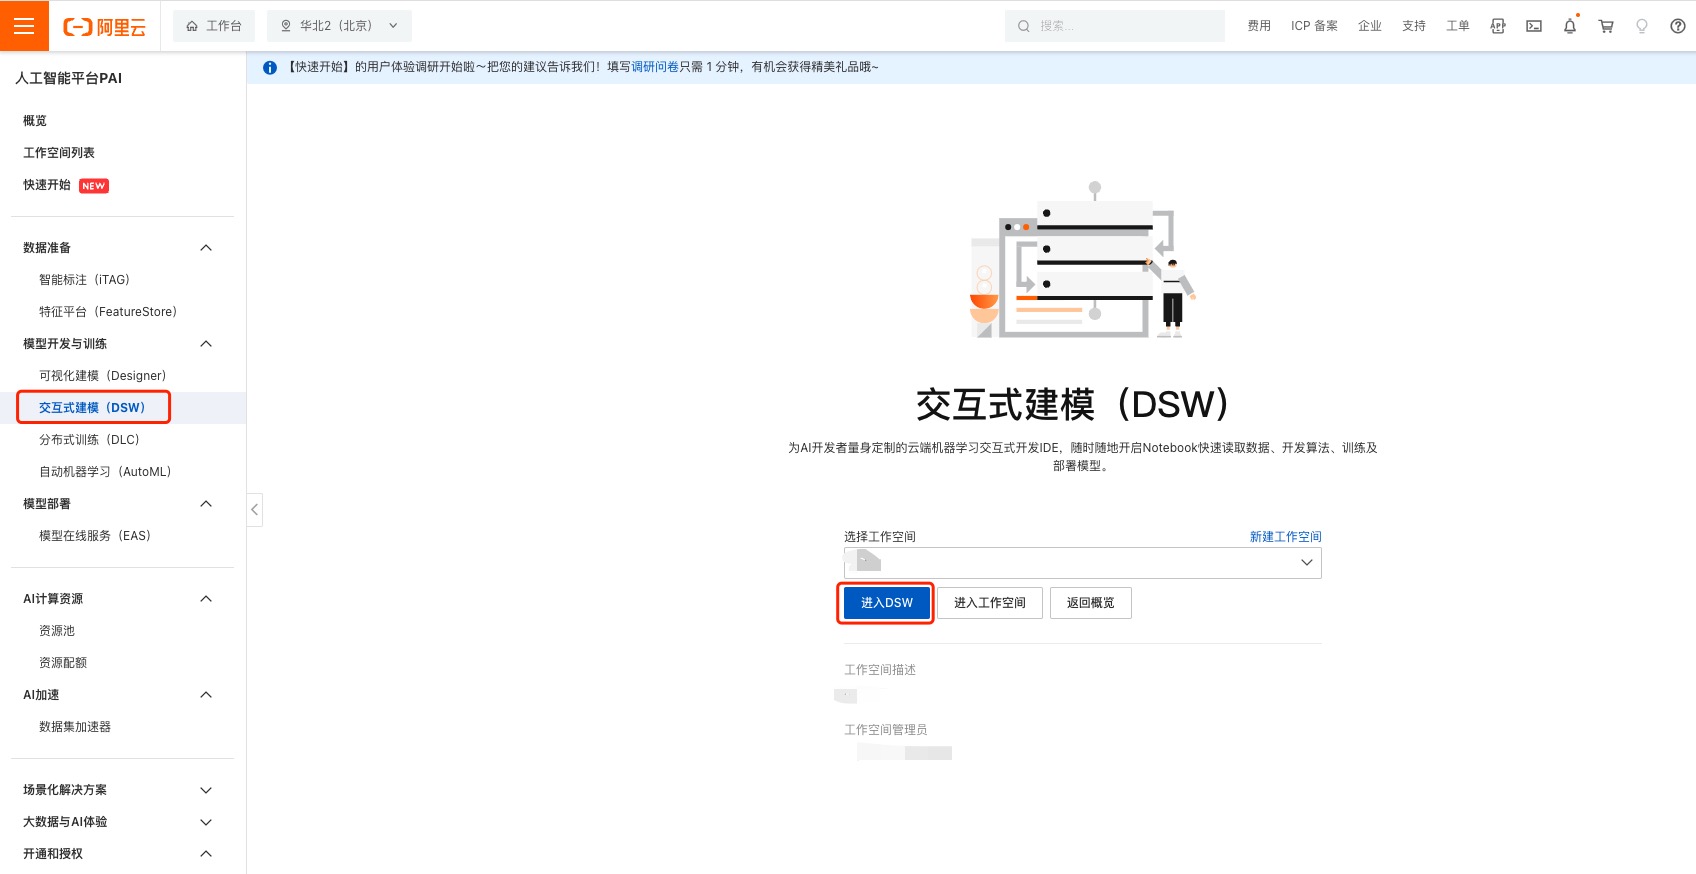 阿里云
工作台
华北2（北京）
搜索...
费用
ICP 备案
企业
支持
工单
人工智能平台PAI
【快速开始】的用户体验调研开始啦～把您的建议告诉我们！填写调研问卷只需 1 分钟，有机会获得精美礼品哦~
概览
工作空间列表
快速开始 NEW
数据准备
智能标注（iTAG）
特征平台（FeatureStore）
模型开发与训练
可视化建模（Designer）
交互式建模（DSW）
分布式训练（DLC）
自动机器学习（AutoML）
模型部署
模型在线服务（EAS）
AI计算资源
资源池
资源配额
AI加速
数据集加速器
场景化解决方案
大数据与AI体验
开通和授权
交互式建模（DSW）
为AI开发者量身定制的云端机器学习交互式开发IDE，随时随地开启Notebook快速读取数据、开发算法、训练及
部署模型。
选择工作空间
新建工作空间
进入DSW
进入工作空间
返回概览
工作空间描述
工作空间管理员